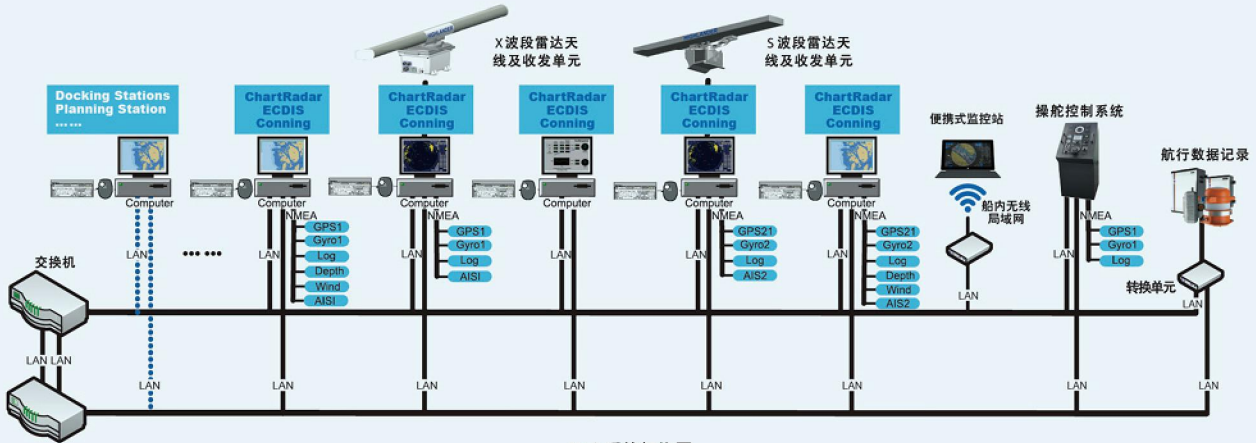 X波段雷达天
线及收发单元
S波段雷达天
线及收发单元
HIGHLANDER
Docking Stations
Planning Station
……
ChartRadar
ECDIS
Conning
ChartRadar
ECDIS
Conning
ChartRadar
ECDIS
Conning
ChartRadar
ECDIS
Conning
ChartRadar
ECDIS
Conning
便携式监控站
操舵控制系统
航行数据记录
船内无线
局域网
Computer
Computer
Computer
Computer
Computer
Computer
NMEA
GPS1
Gyro1
Log
Depth
Wind
AISI
NMEA
GPS1
Gyro1
Log
AISI
NMEA
GPS21
Gyro2
Log
AIS2
NMEA
GPS21
Gyro2
Log
Depth
Wind
AIS2
NMEA
GPS1
Gyro1
Log
LAN
……
LAN
LAN
LAN
LAN
LAN
LAN
LAN
转换单元
LAN
交换机
LAN LAN
LAN
LAN
LAN
LAN
LAN
LAN
LAN
LAN